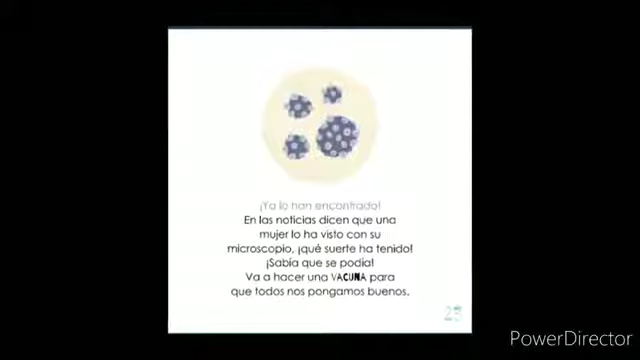 ¡Ya lo han encontrado!
En las noticias dicen que una
mujer lo ha visto con su
microscopio, ¡qué suerte ha tenido!
¡Sabía que se podía!
Va a hacer una VACUNA para
que todos nos pongamos buenos.
23
PowerDirector